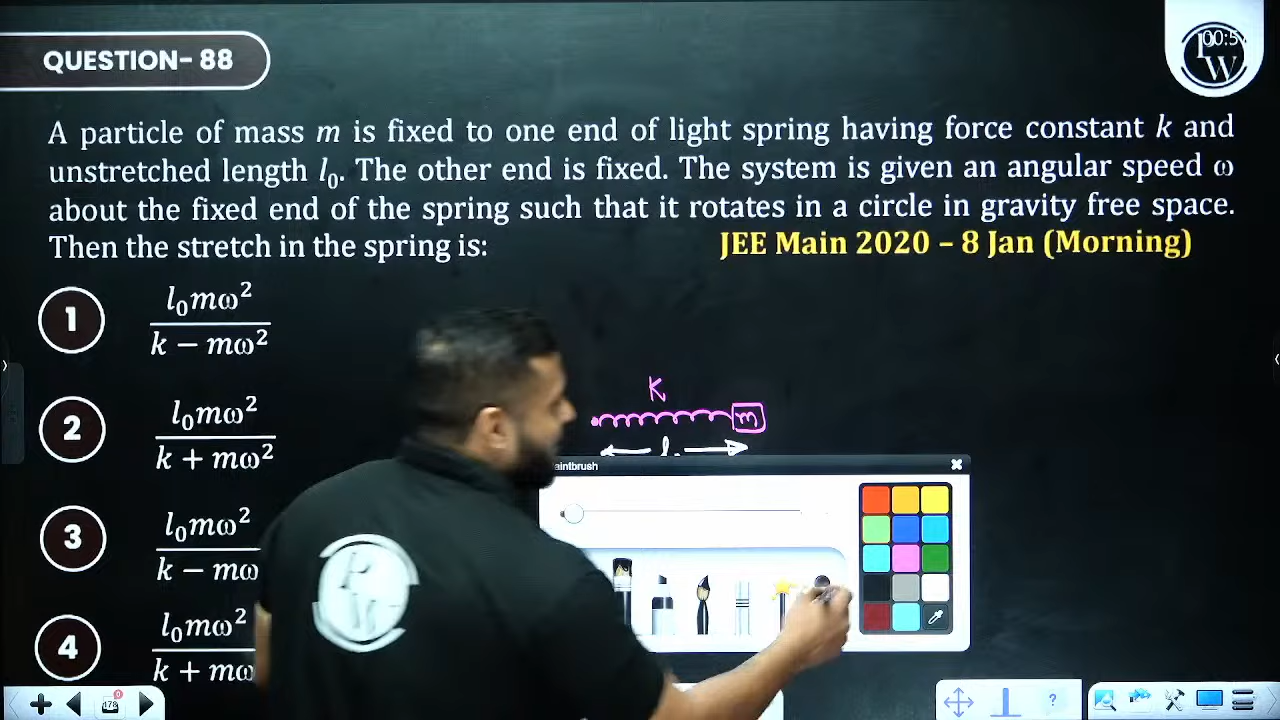 QUESTION- 88
A particle of mass m is fixed to one end of light spring having force constant k and
unstretched length l₀. The other end is fixed. The system is given an angular speed ω
about the fixed end of the spring such that it rotates in a circle in gravity free space.
Then the stretch in the spring is:
JEE Main 2020 – 8 Jan (Morning)
1
l₀mω²
k − mω²
2
l₀mω²
k + mω²
3
l₀mω²
k − mω
4
l₀mω²
k + mω
K
m
aintbrush
178
0
?
P
W